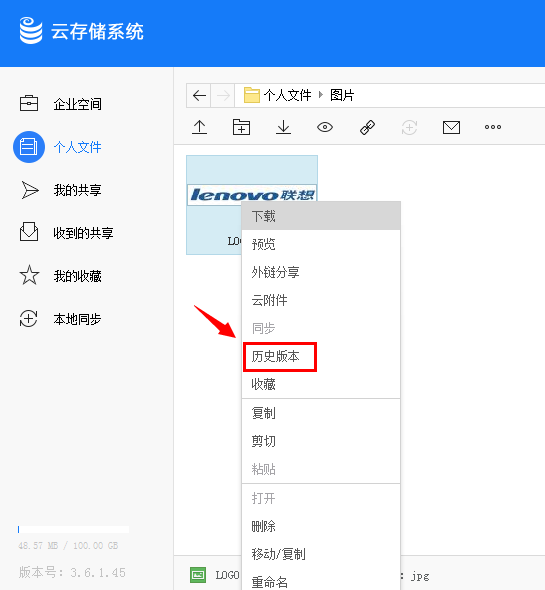 云存储系统
企业空间
个人文件
我的共享
收到的共享
我的收藏
本地同步
48.57 MB / 100.00 GB
版本号: 3.6.1.45
个人文件 图片
lenovo联想
LO
下载
预览
外链分享
云附件
同步
历史版本
收藏
复制
剪切
粘贴
打开
删除
移动/复制
重命名
LOGO
: jpg